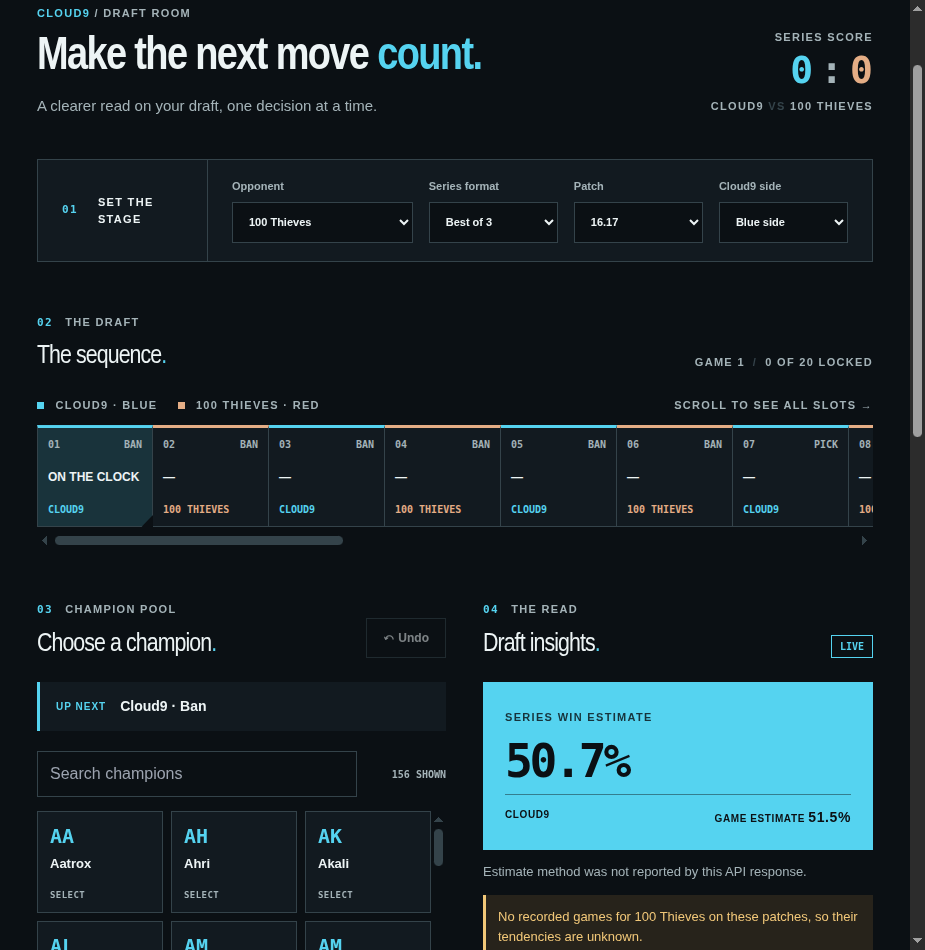 CLOUD9 / DRAFT ROOM
Make the next move count.
A clearer read on your draft, one decision at a time.
SERIES SCORE
0 : 0
CLOUD9 VS 100 THIEVES
01 SET THE
STAGE
Opponent Series format Patch Cloud9 side
100 Thieves Best of 3 16.17 Blue side
02 THE DRAFT
The sequence.
GAME 1 / 0 OF 20 LOCKED
CLOUD9 · BLUE 100 THIEVES · RED SCROLL TO SEE ALL SLOTS →
01 BAN 02 BAN 03 BAN 04 BAN 05 BAN 06 BAN 07 PICK 08
ON THE CLOCK — — — — — — —
CLOUD9 100 THIEVES CLOUD9 100 THIEVES CLOUD9 100 THIEVES CLOUD9 100
03 CHAMPION POOL
Choose a champion.
↶ Undo
UP NEXT Cloud9 · Ban
Search champions
156 SHOWN
AA AH AK
Aatrox Ahri Akali
SELECT SELECT SELECT
AL AM AM
04 THE READ
Draft insights.
LIVE
SERIES WIN ESTIMATE
50.7%
CLOUD9 GAME ESTIMATE 51.5%
Estimate method was not reported by this API response.
No recorded games for 100 Thieves on these patches, so their
tendencies are unknown.